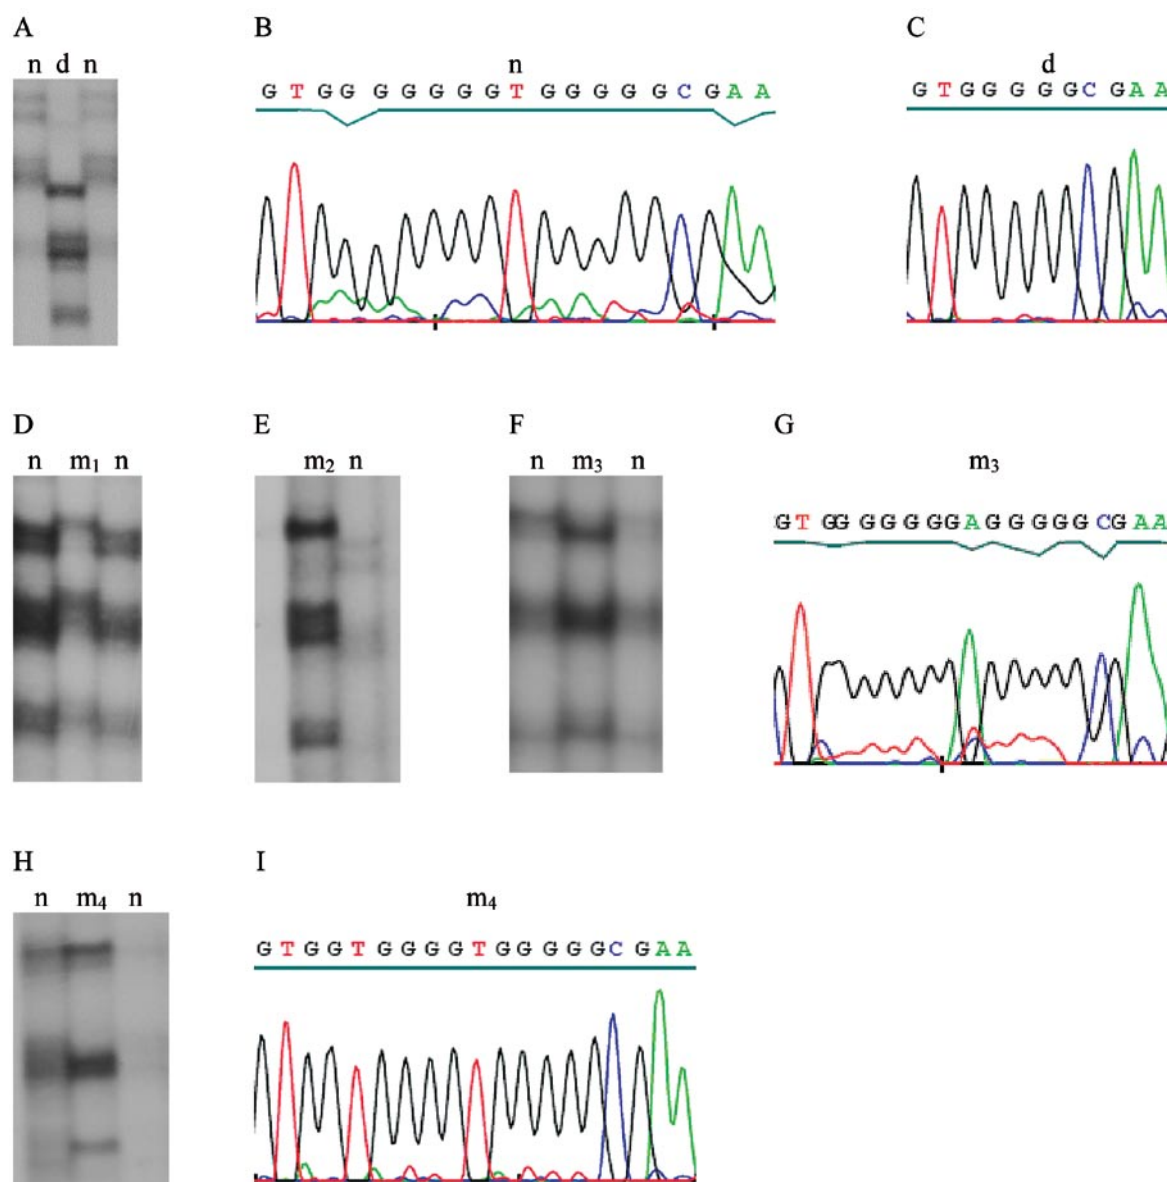 A
n d n
B
n
G T G G G G G G G T G G G G G C G A A
C
d
G T G G G G G C G A A
D
n m₁ n
E
m₂ n
F
n m₃ n
G
m₃
G T G G G G G G G A G G G G G C G A A
H
n m₄ n
I
m₄
G T G G T G G G G T G G G G G C G A A